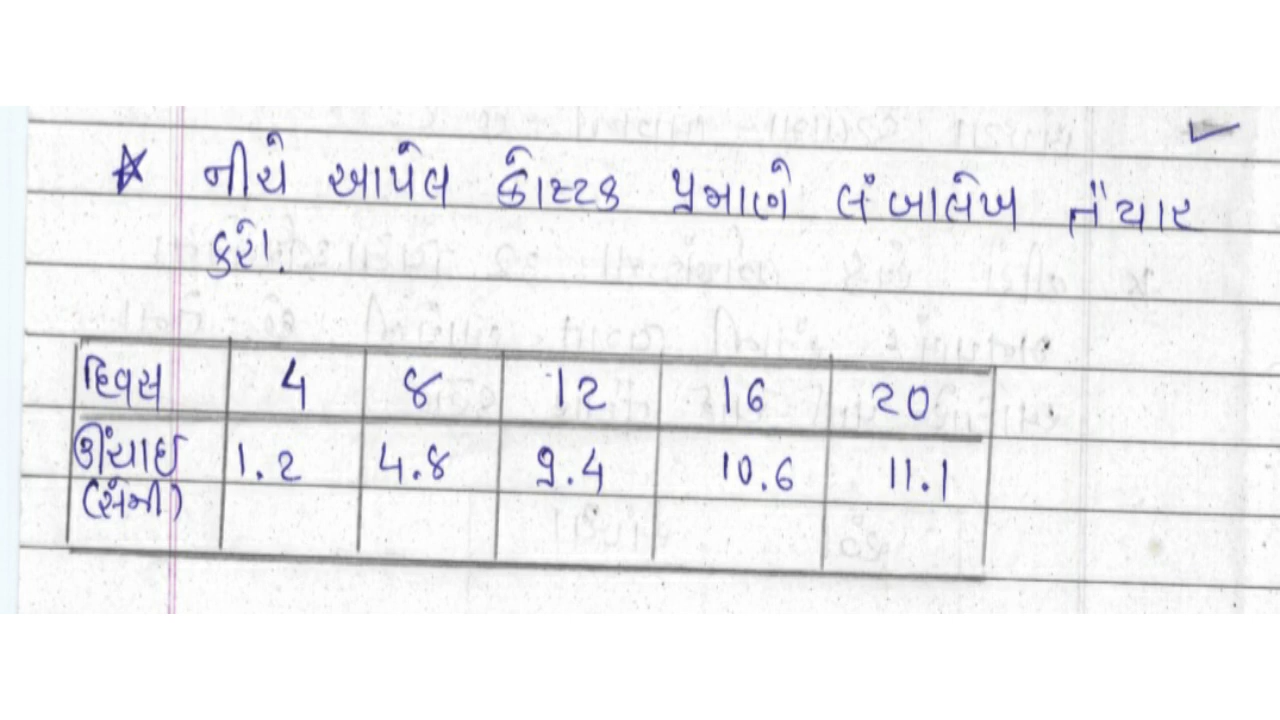 ☆ નીચે આપેલ કોષ્ટક પ્રમાણે લંબાલેખ તૈયાર
કરો.
દિવસ 4 8 12 16 20
ઊંચાઈ 1.2 4.8 9.4 10.6 11.1
(સેમી)